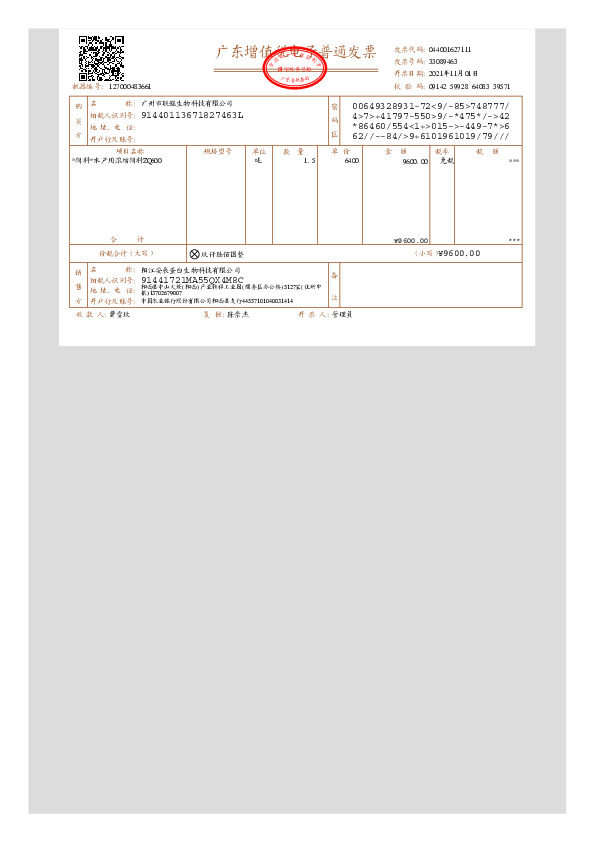 广东增值税电子普通发票
发票代码: 044001627111
发票号码: 33089463
开票日期: 2021年11月01日
机器编号: 127000483661
校 验 码: 09142 59928 64083 39571
购买方
名 称: 广州市联鲲生物科技有限公司
纳税人识别号: 91440113671827463L
地 址、电 话:
开户行及账号:
密码区
00649328931-72<9/-85>748777/
4>7>+41797-550>9/-*475*/->42
*86460/554<1+>015->-449-7*>6
62//--84/>9+6101961019/79///
项目名称 规格型号 单位 数 量 单 价 金 额 税率 税 额
*饲料*水产用浓缩饲料ZQ600 吨 1.5 6400 9600.00 免税 ***
合 计 ¥9600.00 ***
价税合计（大写） 玖仟陆佰圆整 （小写）¥9600.00
销售方
名 称: 阳江安辰蛋白生物科技有限公司
纳税人识别号: 91441721MA55QX4M8C
地 址、电 话:
开户行及账号: 中国农业银行股份有限公司阳西县支行44557101040031414
备注
收 款 人: 复 核: 陈奈杰 开 票 人: 管理员